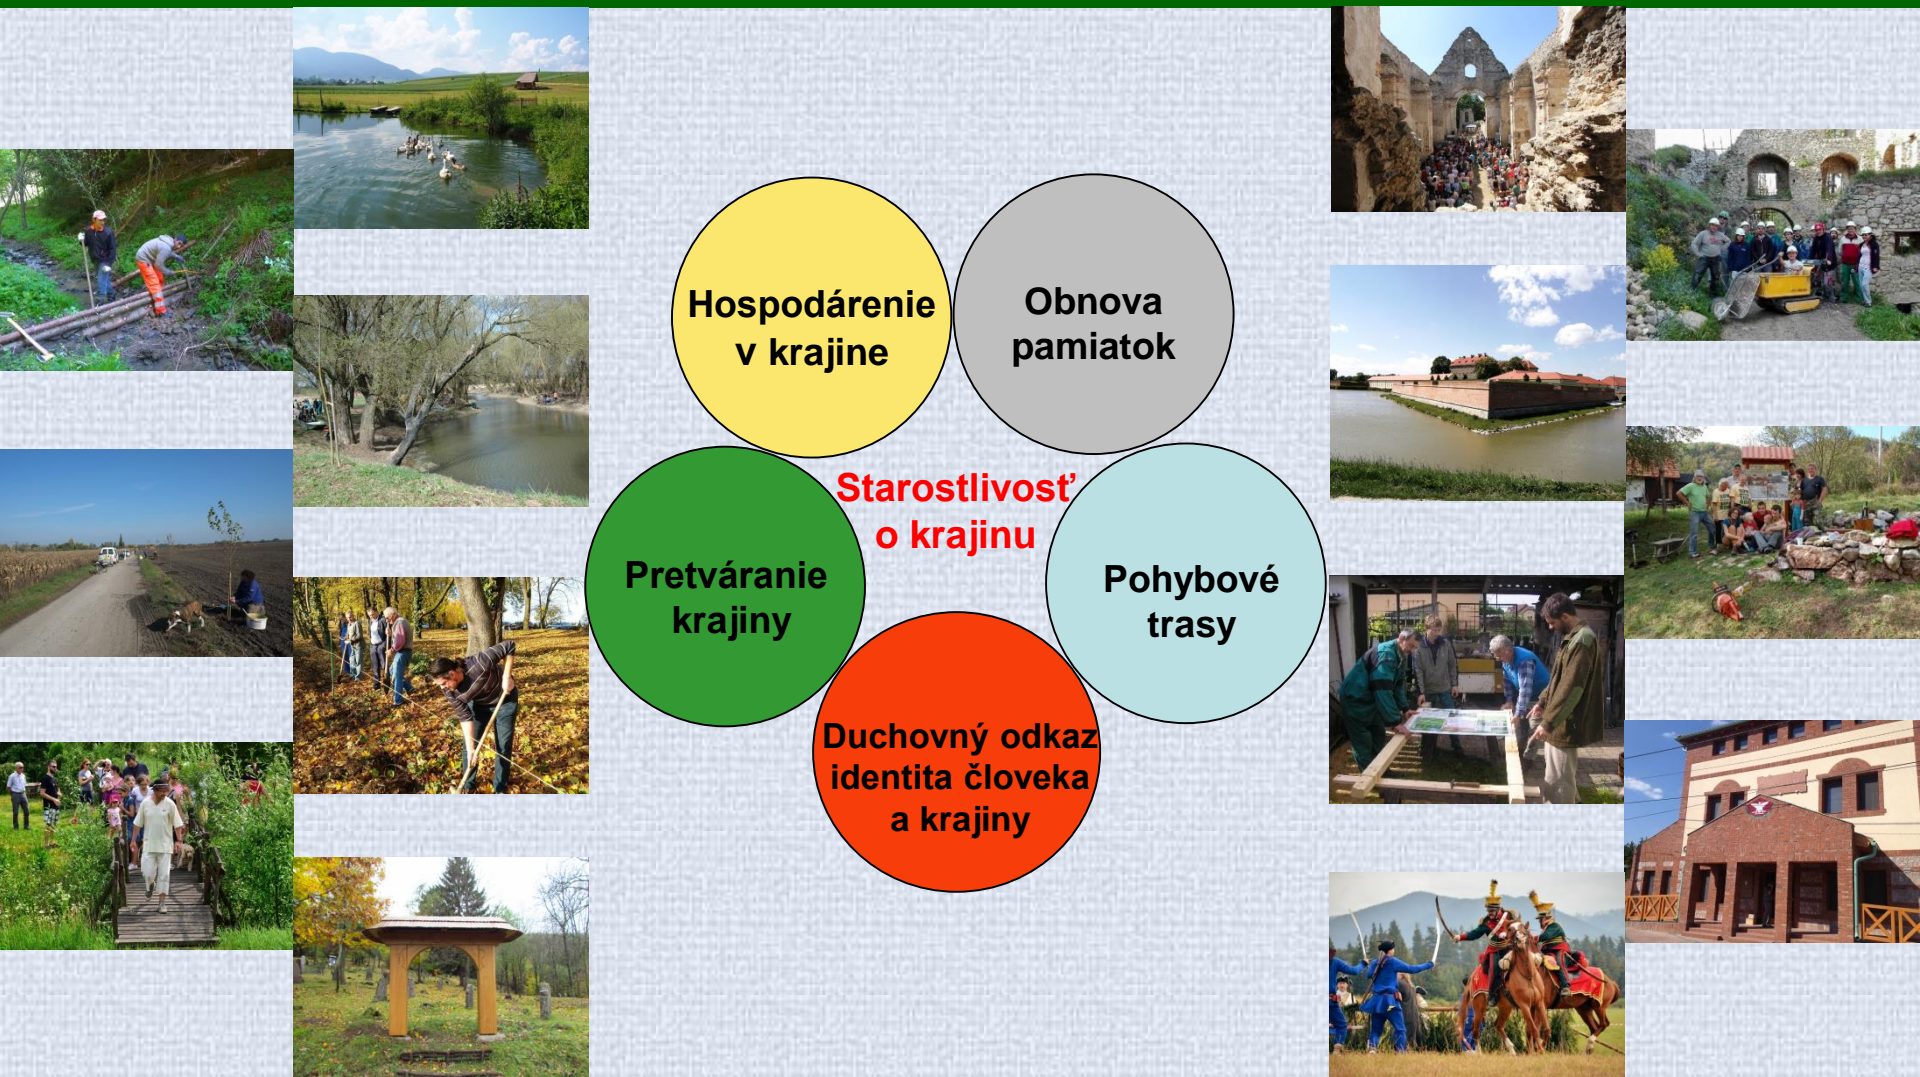 Hospodárenie
v krajine
Obnova
pamiatok
Starostlivosť
o krajinu
Pretváranie
krajiny
Pohybové
trasy
Duchovný odkaz
identita človeka
a krajiny